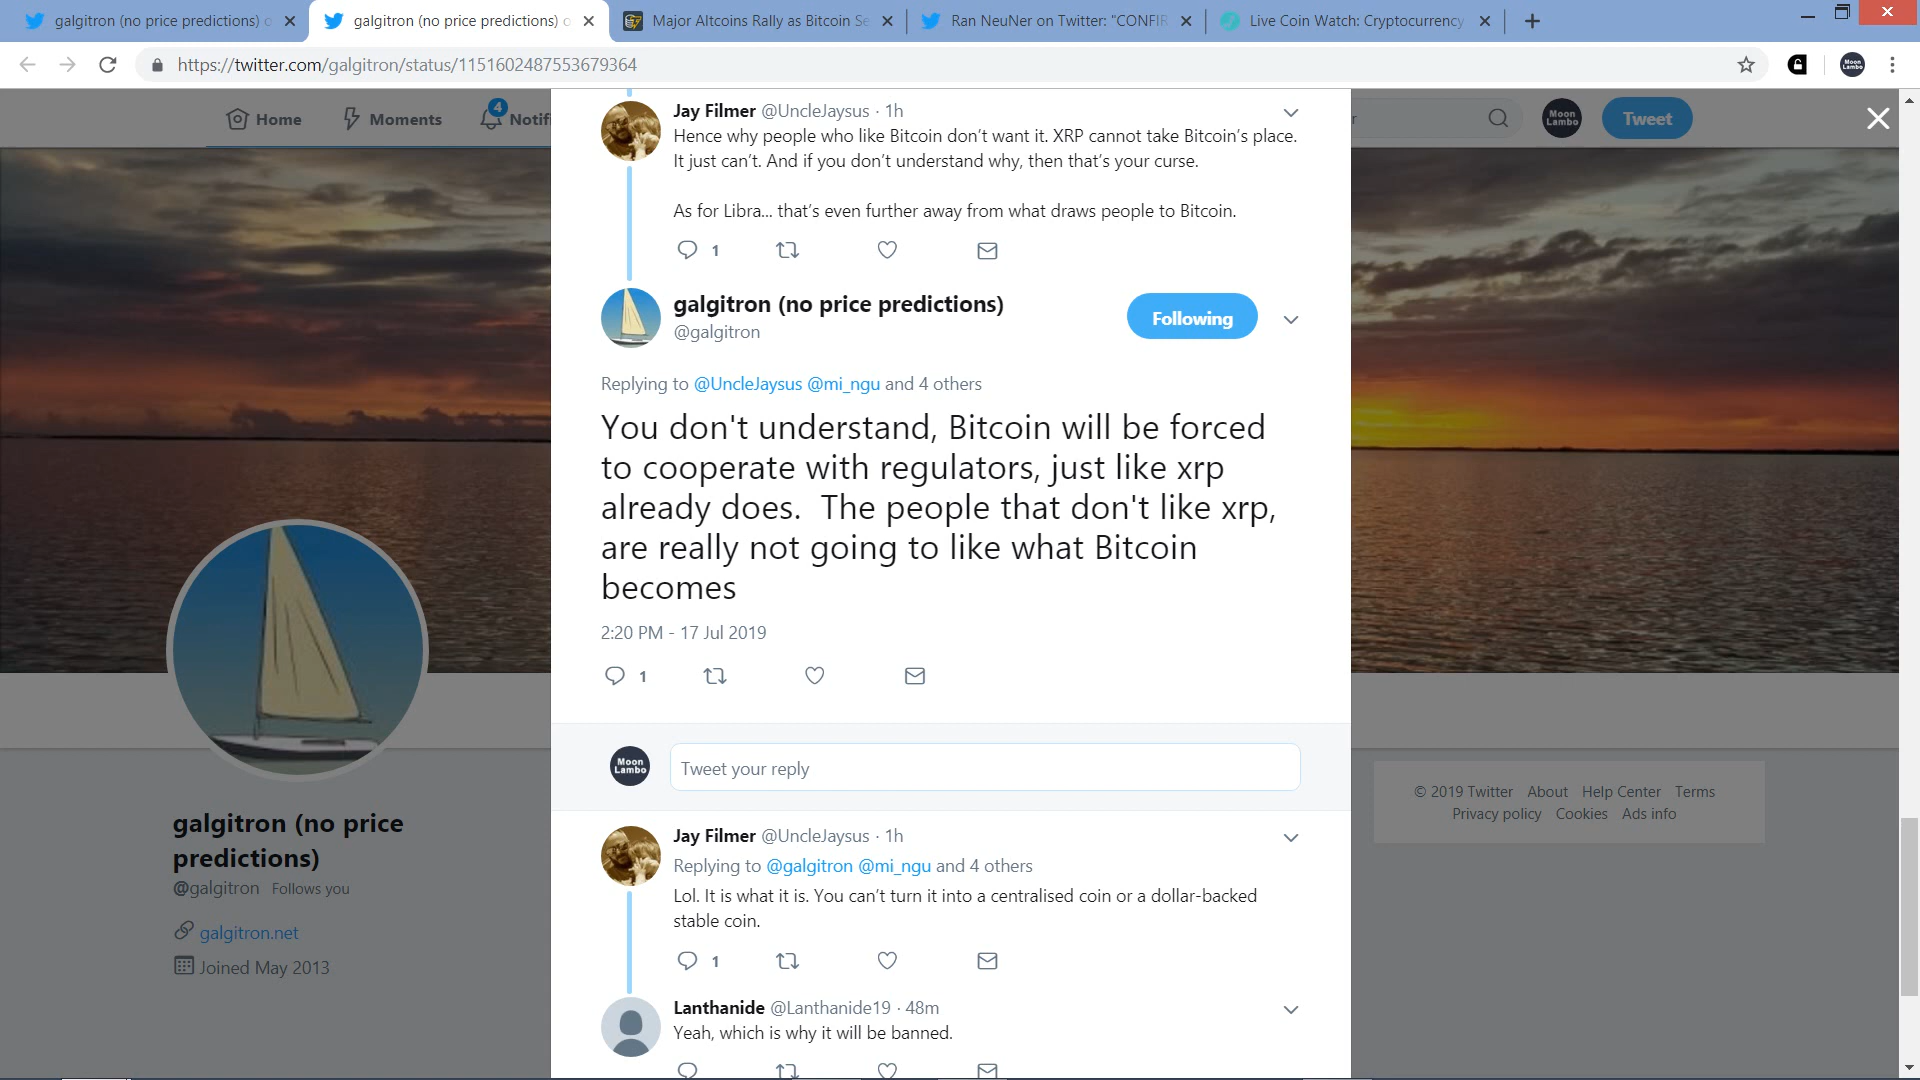 galgitron (no price predictions) o
galgitron (no price predictions) o
Major Altcoins Rally as Bitcoin Se
Ran NeuNer on Twitter: "CONFIR
Live Coin Watch: Cryptocurrency
https://twitter.com/galgitron/status/1151602487553679364
Moon Lambo
Home
Moments
4
Notif
r
Moon
Lambo
Tweet
Jay Filmer @UncleJaysus · 1h
Hence why people who like Bitcoin don't want it. XRP cannot take Bitcoin's place.
It just can't. And if you don't understand why, then that's your curse.
As for Libra... that's even further away from what draws people to Bitcoin.
1
galgitron (no price predictions)
@galgitron
Following
Replying to @UncleJaysus @mi_ngu and 4 others
You don't understand, Bitcoin will be forced
to cooperate with regulators, just like xrp
already does.  The people that don't like xrp,
are really not going to like what Bitcoin
becomes
2:20 PM - 17 Jul 2019
1
Moon
Lambo
Tweet your reply
Jay Filmer @UncleJaysus · 1h
Replying to @galgitron @mi_ngu and 4 others
Lol. It is what it is. You can't turn it into a centralised coin or a dollar-backed
stable coin.
1
Lanthanide @Lanthanide19 · 48m
Yeah, which is why it will be banned.
galgitron (no price
predictions)
@galgitron Follows you
galgitron.net
Joined May 2013
© 2019 Twitter About Help Center Terms
Privacy policy Cookies Ads info